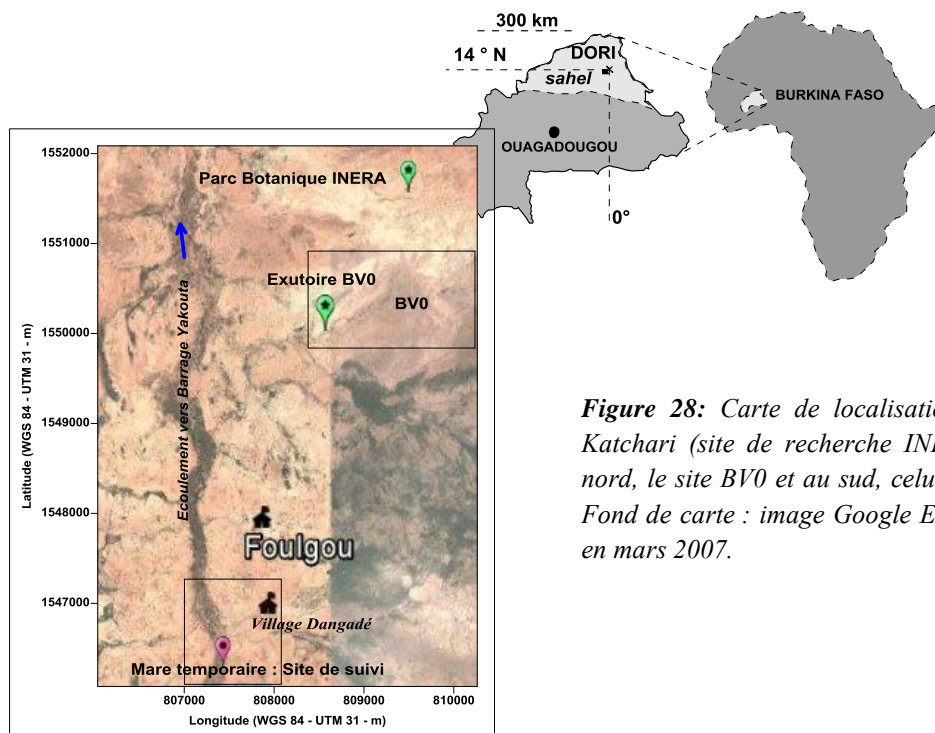 300 km
14 ° N
DORI
sahel
BURKINA FASO
OUAGADOUGOU
0°
1552000
1551000
1550000
1549000
1548000
1547000
Latitude (WGS 84 - UTM 31 - m)
Parc Botanique INERA
Exutoire BV0
BV0
Ecoulement vers Barrage Yakouta
Foulgou
Village Dangadé
Mare temporaire : Site de suivi
807000 808000 809000 810000
Longitude (WGS 84 - UTM 31 - m)
Figure 28: Carte de localisatio
Katchari (site de recherche INE
nord, le site BV0 et au sud, celu
Fond de carte : image Google E
en mars 2007.